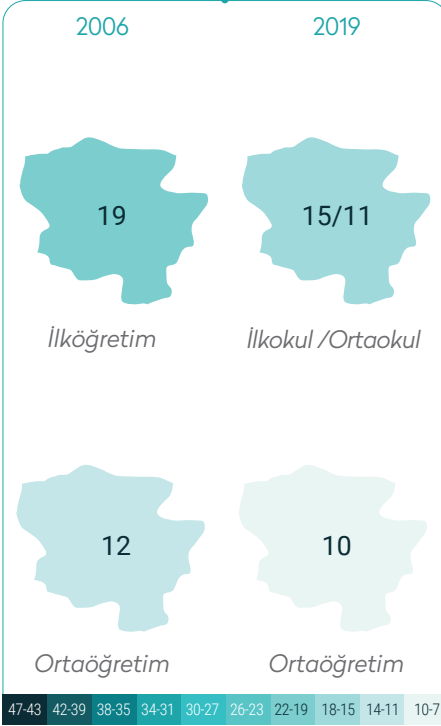 2006 2019
19 15/11
İlköğretim İlkokul /Ortaokul
12 10
Ortaöğretim Ortaöğretim
47-43 42-39 38-35 34-31 30-27 26-23 22-19 18-15 14-11 10-7